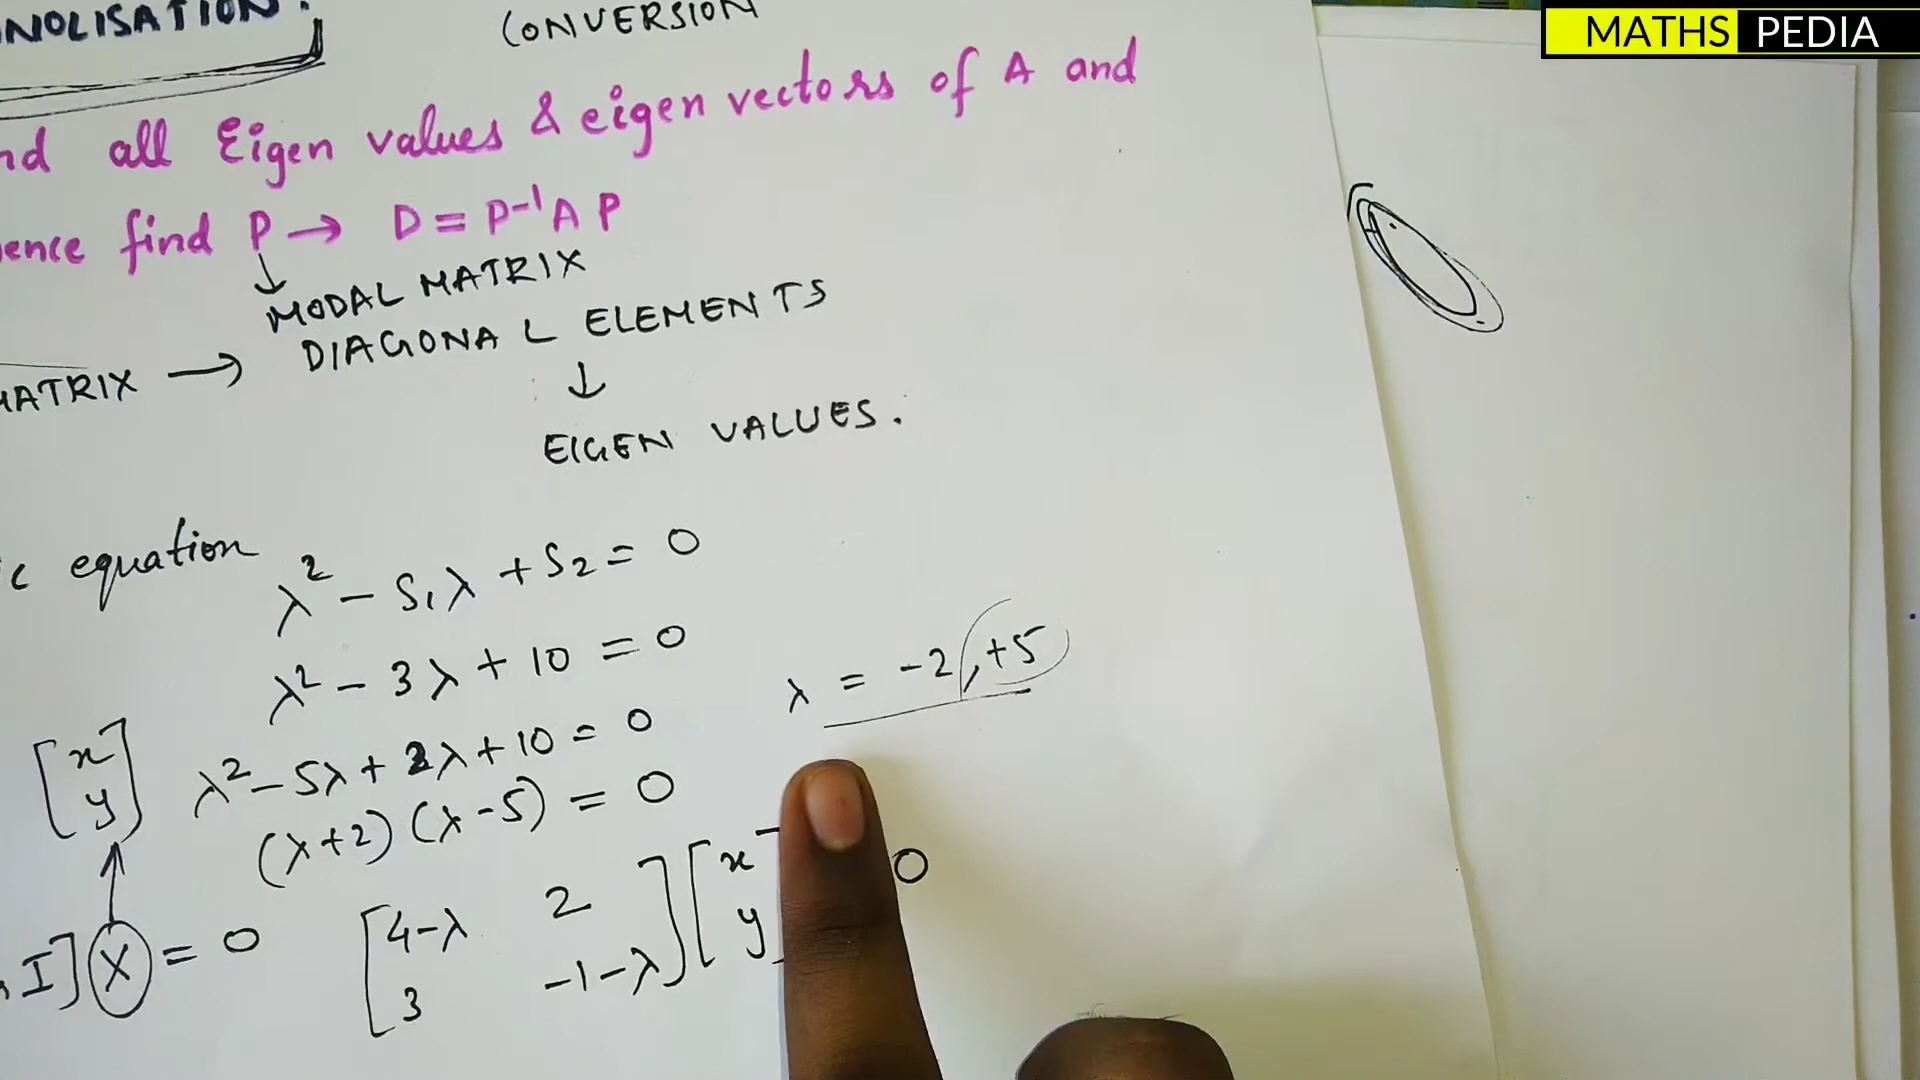 MATHS PEDIA
NOLISATION.
CONVERSION
nd all Eigen values & eigen vectors of A and
ence find P → D = P⁻¹AP
↓
MODAL MATRIX
MATRIX → DIAGONAL ELEMENTS
↓
EIGEN VALUES.
c equation
λ² - S₁λ + S₂ = 0
λ² - 3λ + 10 = 0
λ = -2, +5
λ² - 5λ + 2λ + 10 = 0
(λ+2) (λ-5) = 0
[x
y]
I] X = 0
[4-λ 2
3 -1-λ] [x
y 0